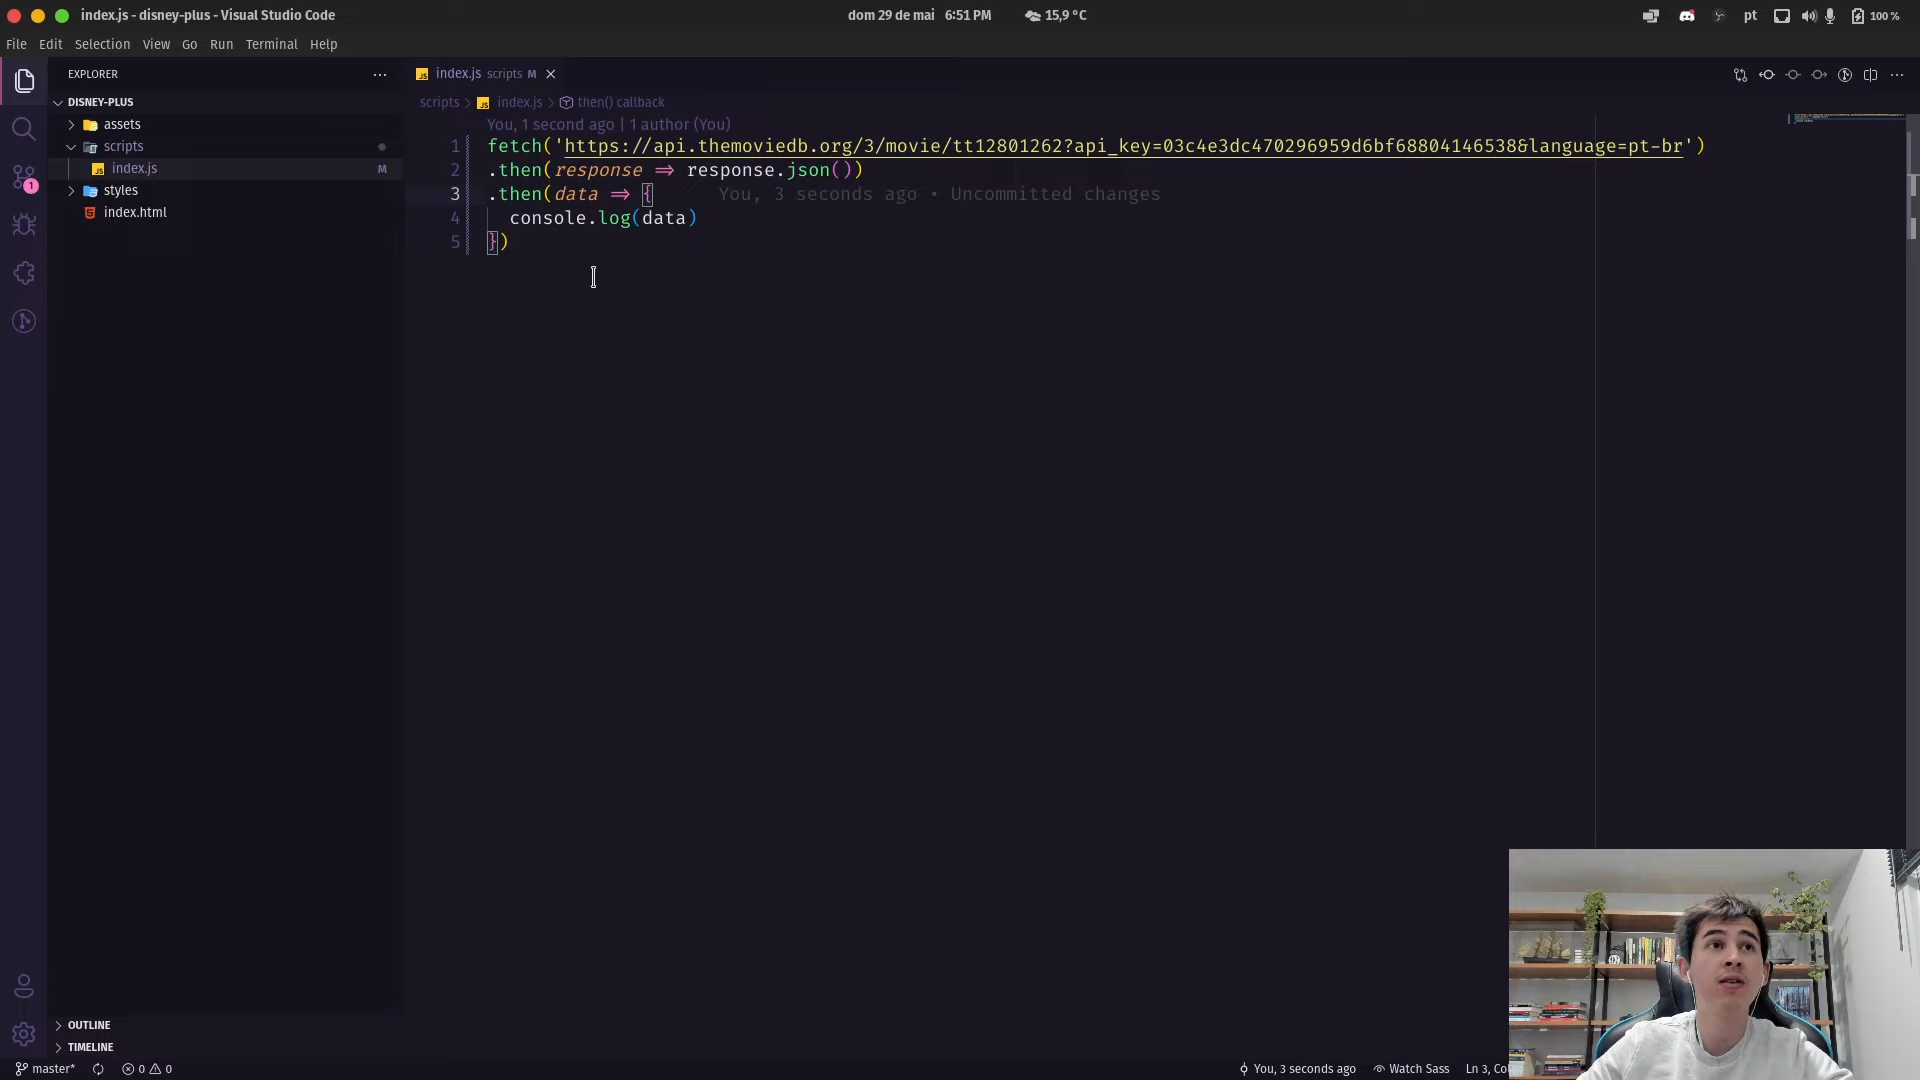 index.js - disney-plus - Visual Studio Code
dom 29 de mai 6:51 PM
15,9 °C
pt
100 %
File Edit Selection View Go Run Terminal Help
EXPLORER
index.js scripts M
DISNEY-PLUS
scripts > index.js > then() callback
assets
You, 1 second ago | 1 author (You)
scripts
1 fetch('https://api.themoviedb.org/3/movie/tt12801262?api_key=03c4e3dc470296959d6bf68804146538&language=pt-br')
index.js M
2 .then(response => response.json())
styles
3 .then(data => { You, 3 seconds ago • Uncommitted changes
index.html
4 console.log(data)
5 })
1
OUTLINE
TIMELINE
master* 0 0
You, 3 seconds ago Watch Sass Ln 3,